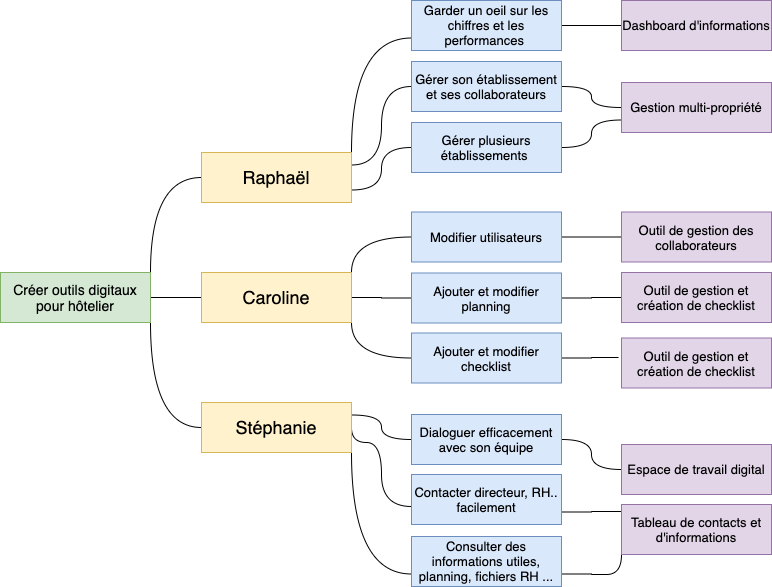 Créer outils digitaux
pour hôtelier
Raphaël
Garder un oeil sur les
chiffres et les
performances
Dashboard d'informations
Gérer son établissement
et ses collaborateurs
Gérer plusieurs
établissements
Gestion multi-propriété
Caroline
Modifier utilisateurs
Outil de gestion des
collaborateurs
Ajouter et modifier
planning
Outil de gestion et
création de checklist
Ajouter et modifier
checklist
Outil de gestion et
création de checklist
Stéphanie
Dialoguer efficacement
avec son équipe
Espace de travail digital
Contacter directeur, RH..
facilement
Consulter des
informations utiles,
planning, fichiers RH ...
Tableau de contacts et
d'informations